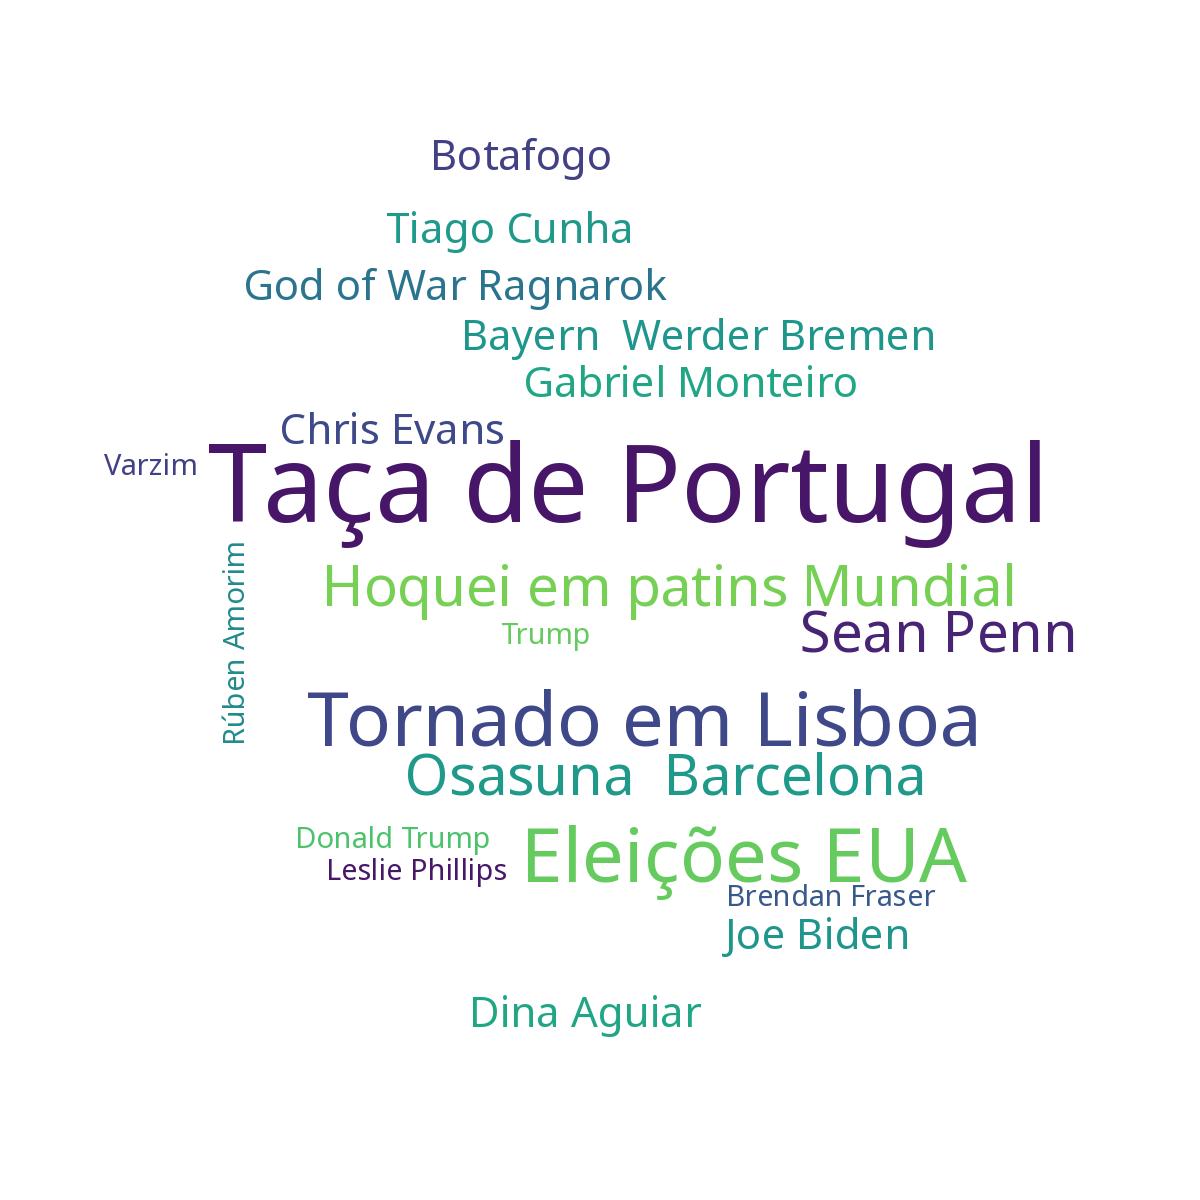 Botafogo
Tiago Cunha
God of War Ragnarok
Bayern  Werder Bremen
Gabriel Monteiro
Chris Evans
Varzim
Taça de Portugal
Rúben Amorim
Hoquei em patins Mundial
Trump
Sean Penn
Tornado em Lisboa
Osasuna  Barcelona
Donald Trump
Eleições EUA
Leslie Phillips
Brendan Fraser
Joe Biden
Dina Aguiar